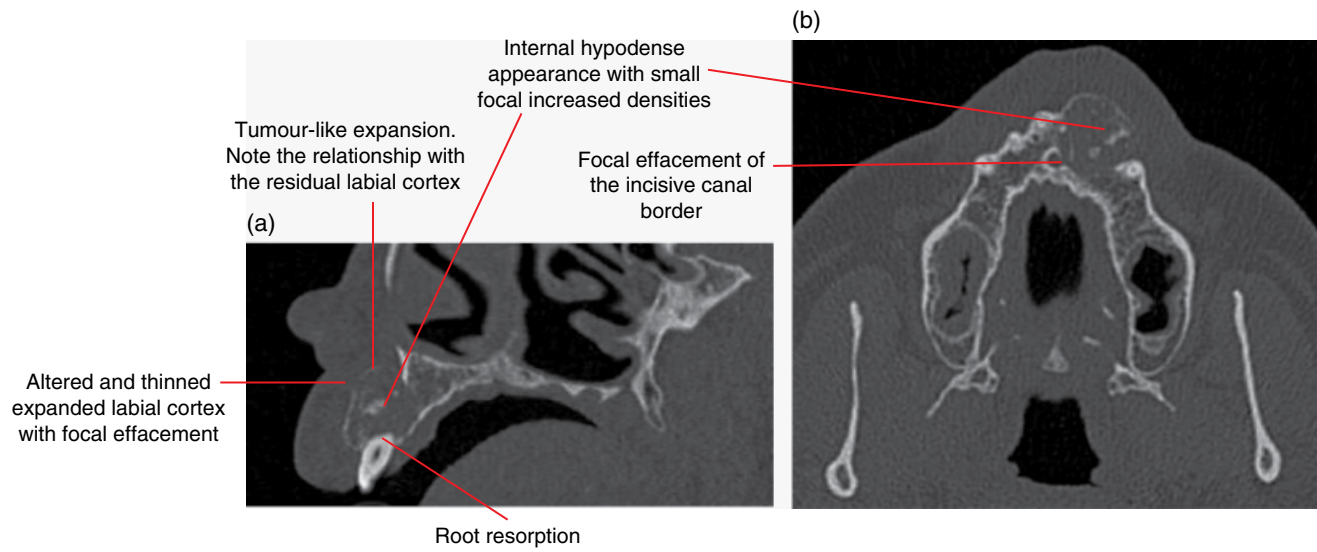 (b)
Internal hypodense
appearance with small
focal increased densities
Tumour-like expansion.
Note the relationship with
the residual labial cortex
Focal effacement of
the incisive canal
border
(a)
Altered and thinned
expanded labial cortex
with focal effacement
Root resorption